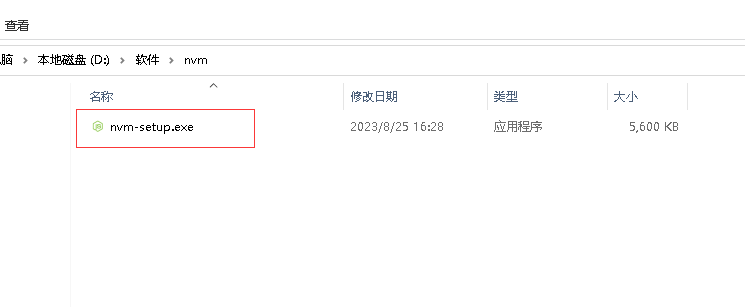 查看
脑 › 本地磁盘 (D:) › 软件 › nvm
名称 修改日期 类型 大小
nvm-setup.exe 2023/8/25 16:28 应用程序 5,600 KB